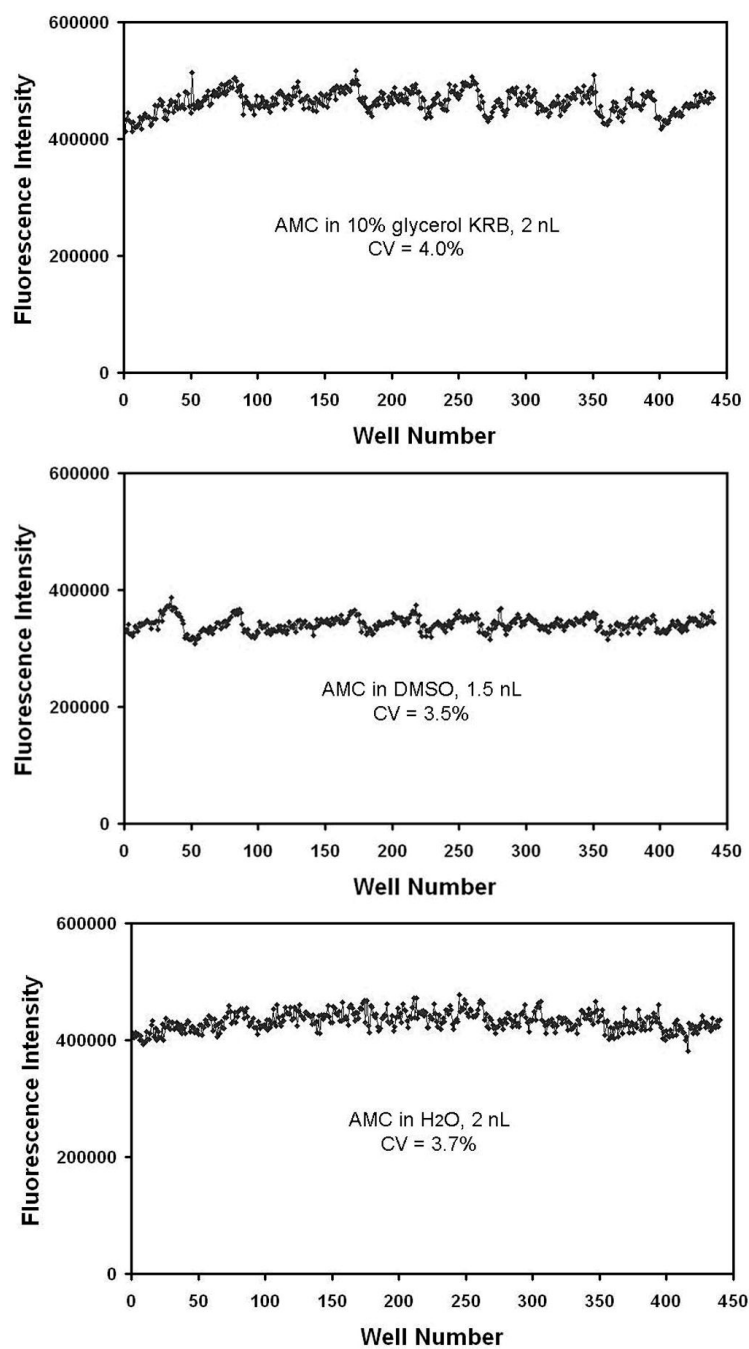 600000
400000
200000
0
Fluorescence Intensity
AMC in 10% glycerol KRB, 2 nL
CV = 4.0%
0 50 100 150 200 250 300 350 400 450
Well Number
600000
400000
200000
0
Fluorescence Intensity
AMC in DMSO, 1.5 nL
CV = 3.5%
0 50 100 150 200 250 300 350 400 450
Well Number
600000
400000
200000
0
Fluorescence Intensity
AMC in H2O, 2 nL
CV = 3.7%
0 50 100 150 200 250 300 350 400 450
Well Number